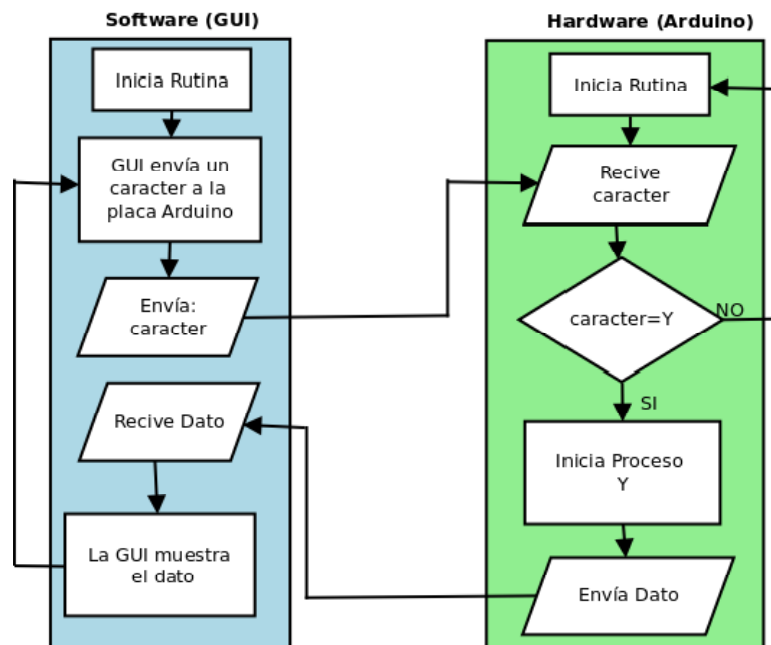 Software (GUI)
Inicia Rutina
GUI envía un
caracter a la
placa Arduino
Envía:
caracter
Recive Dato
La GUI muestra
el dato
Hardware (Arduino)
Inicia Rutina
Recive
caracter
caracter=Y
NO
SI
Inicia Proceso
Y
Envía Dato